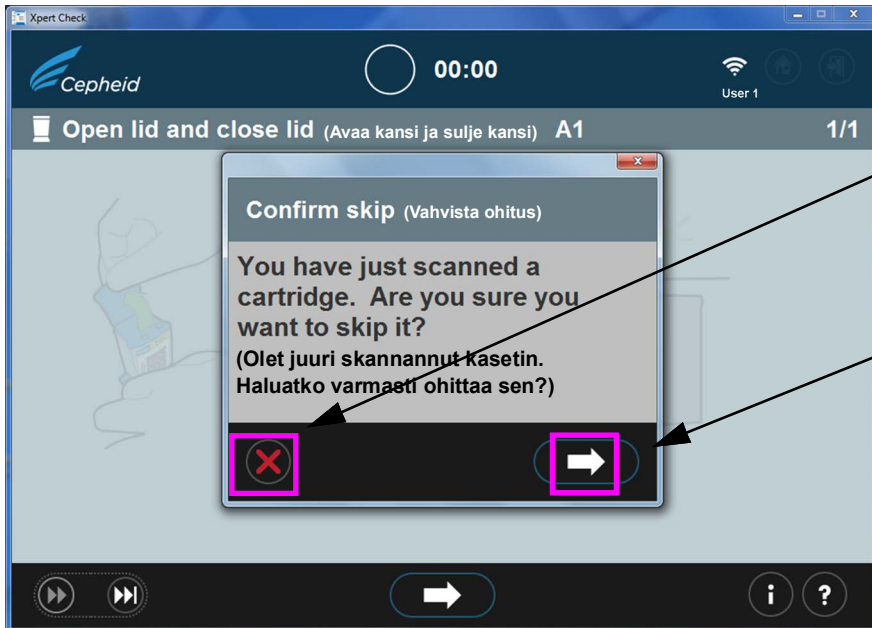 Xpert Check
Cepheid
00:00
User 1
Open lid and close lid (Avaa kansi ja sulje kansi) A1 1/1
Confirm skip (Vahvista ohitus)
You have just scanned a
cartridge. Are you sure you
want to skip it?
(Olet juuri skannannut kasetin.
Haluatko varmasti ohittaa sen?)
i ?